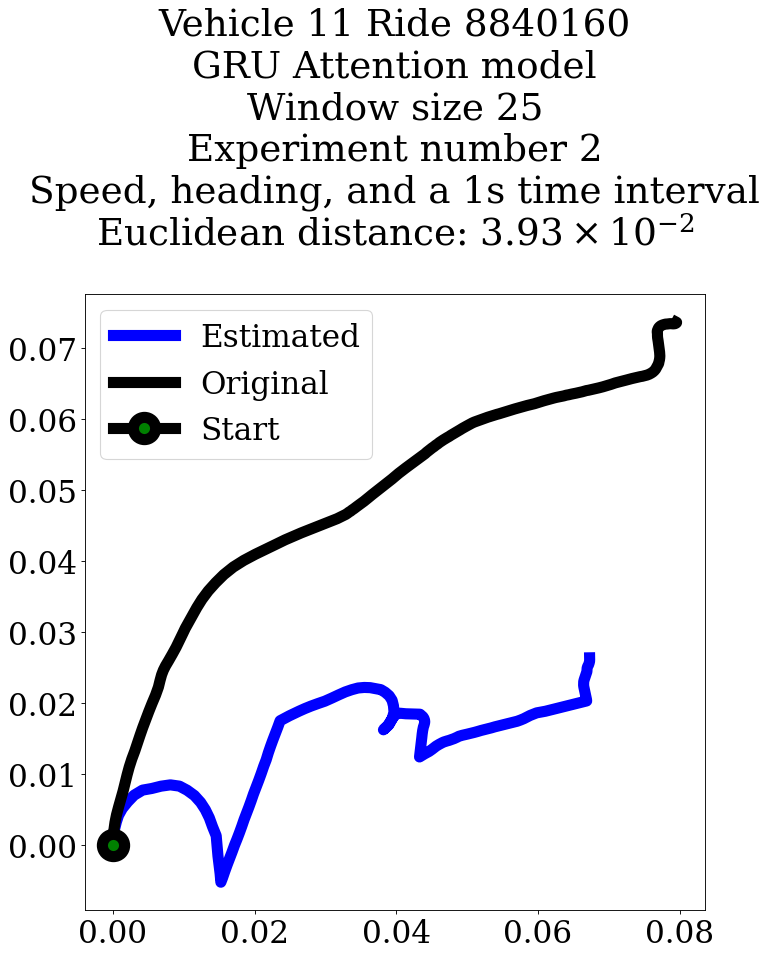 Vehicle 11 Ride 8840160
GRU Attention model
Window size 25
Experiment number 2
Speed, heading, and a 1s time interval
Euclidean distance: 3.93 × 10⁻²
Estimated
Original
Start
0.07
0.06
0.05
0.04
0.03
0.02
0.01
0.00
0.00 0.02 0.04 0.06 0.08